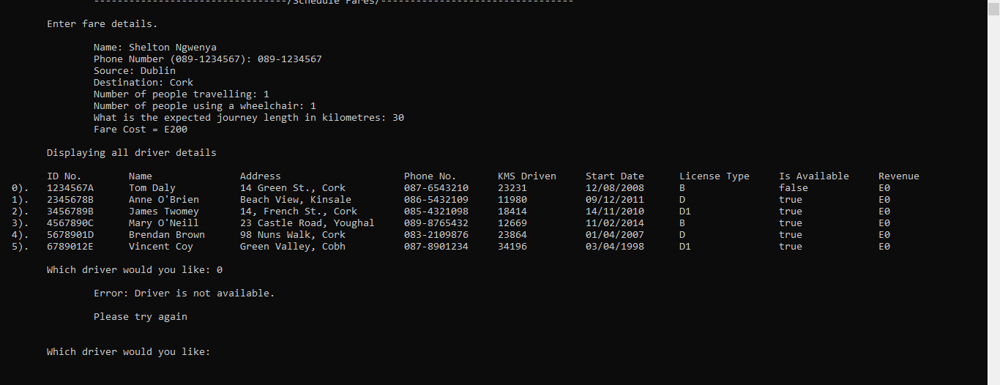 --------------------------------/Schedule Fares/--------------------------------
Enter fare details.
Name: Shelton Ngwenya
Phone Number (089-1234567): 089-1234567
Source: Dublin
Destination: Cork
Number of people travelling: 1
Number of people using a wheelchair: 1
What is the expected journey length in kilometres: 30
Fare Cost = E200
Displaying all driver details
ID No. Name Address Phone No. KMS Driven Start Date License Type Is Available Revenue
0). 1234567A Tom Daly 14 Green St., Cork 087-6543210 23231 12/08/2008 B false E0
1). 2345678B Anne O'Brien Beach View, Kinsale 086-5432109 11980 09/12/2011 D true E0
2). 3456789B James Twomey 14, French St., Cork 085-4321098 18414 14/11/2010 D1 true E0
3). 4567890C Mary O'Neill 23 Castle Road, Youghal 089-8765432 12669 11/02/2014 B true E0
4). 5678901D Brendan Brown 98 Nuns Walk, Cork 083-2109876 23864 01/04/2007 D true E0
5). 6789012E Vincent Coy Green Valley, Cobh 087-8901234 34196 03/04/1998 D1 true E0
Which driver would you like: 0
Error: Driver is not available.
Please try again
Which driver would you like: